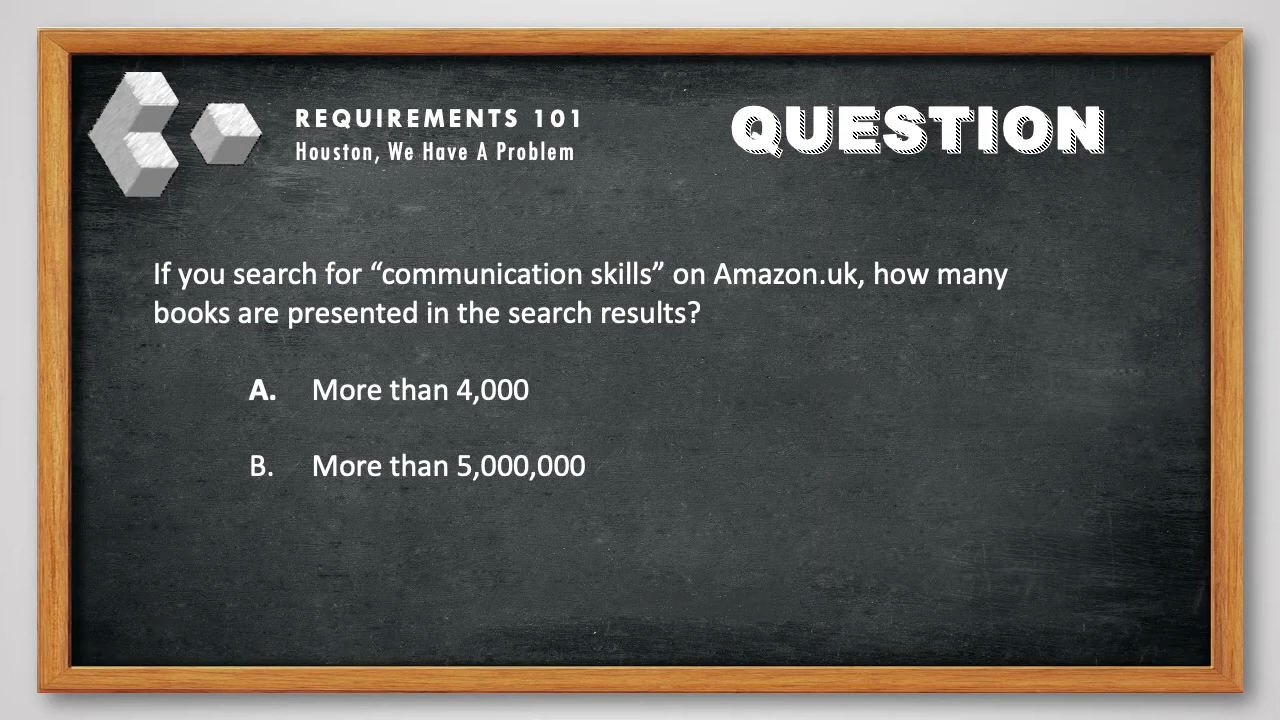 REQUIREMENTS 101
Houston, We Have A Problem
QUESTION
If you search for “communication skills” on Amazon.uk, how many
books are presented in the search results?
A. More than 4,000
B. More than 5,000,000